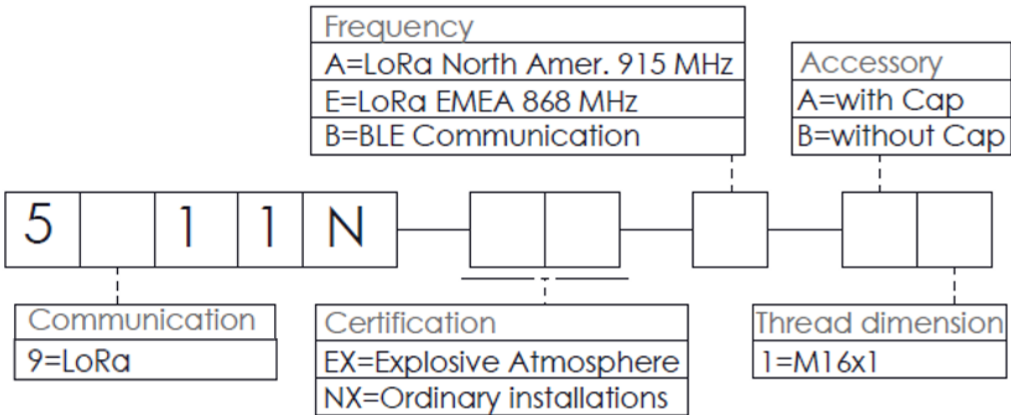 Frequency
A=LoRa North Amer. 915 MHz
E=LoRa EMEA 868 MHz
B=BLE Communication
Accessory
A=with Cap
B=without Cap
5 1 1 N
Communication
9=LoRa
Certification
EX=Explosive Atmosphere
NX=Ordinary installations
Thread dimension
1=M16x1